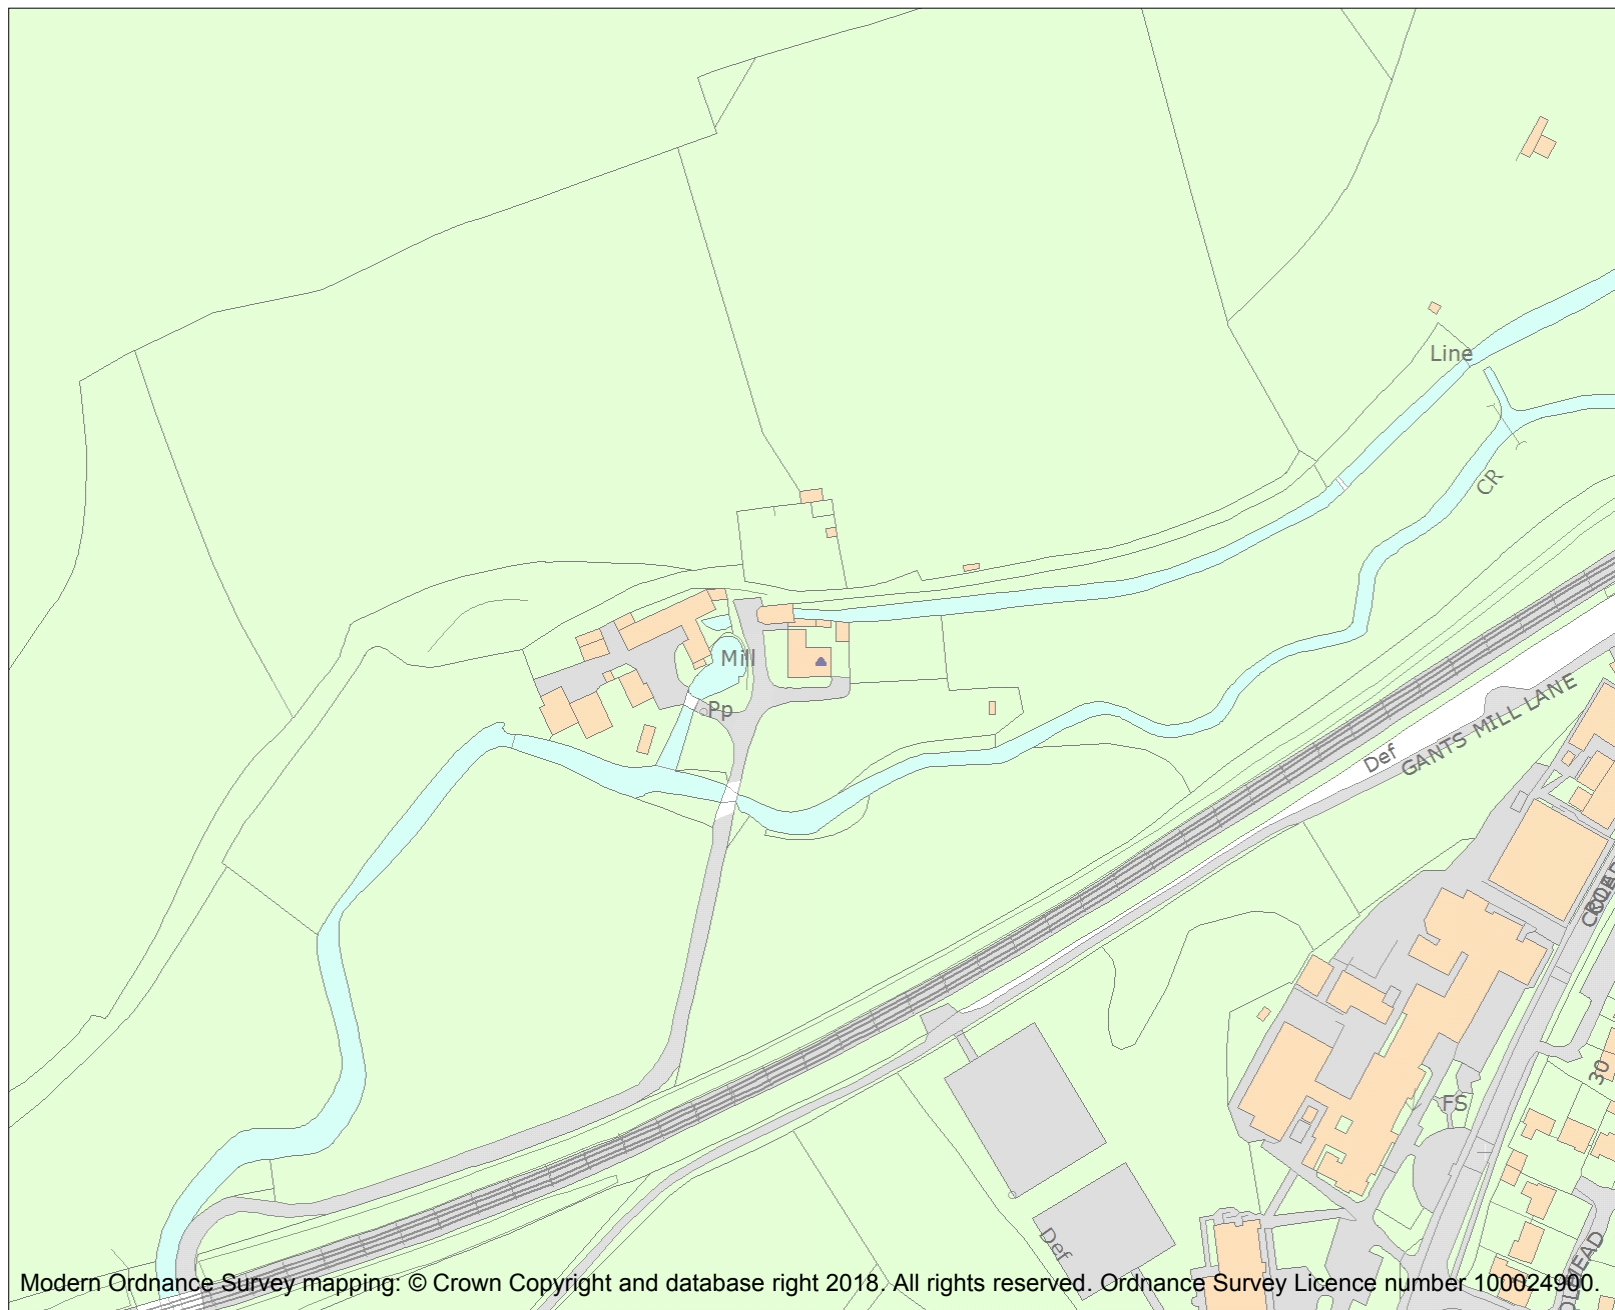 Line
CR
Mill
Pp
GANTS MILL LANE
Def
30
FS
Def
Modern Ordnance Survey mapping: © Crown Copyright and database right 2018. All rights reserved. Ordnance Survey Licence number 100024900.